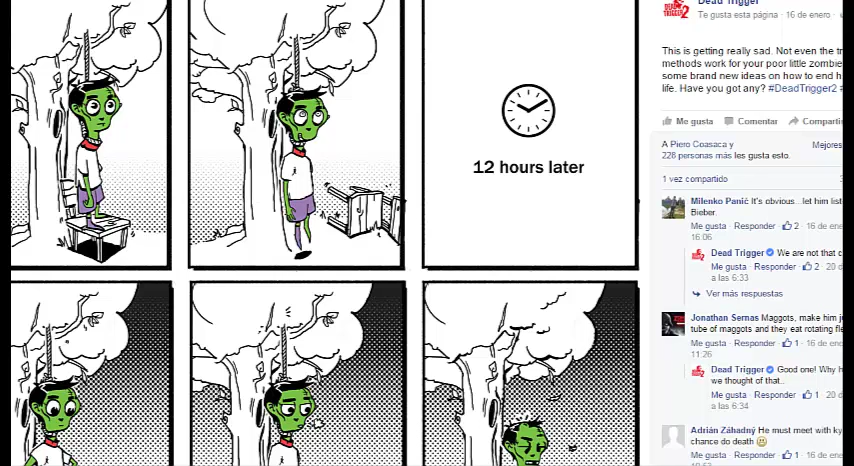 12 hours later
Dead Trigger
DEAD TRIGGER 2
Te gusta esta página · 16 de enero ·
This is getting really sad. Not even the
methods work for your poor little zombie
some brand new ideas on how to end h
life. Have you got any? #DeadTrigger2 #
Me gusta Comentar Comparti
A Piero Coasaca y
228 personas más les gusta esto.
Mejores
1 vez compartido
Milenko Panić It's obvious...let him list
Bieber.
Me gusta · Responder · 2 · 16 de ene
16:06
Dead Trigger We are not that c
Me gusta · Responder · 2 · 20 d
a las 6:33
Ver más respuestas
Jonathan Sernas Maggots, make him j
tube of maggots and they eat rotating fle
Me gusta · Responder · 1 · 16 de ene
11:26
Dead Trigger Good one! Why h
we thought of that..
Me gusta · Responder · 1 · 20
a las 6:34
Adrián Záhadný He must meet with ky
chance do death
Me gusta · Responder · 1 · 16 de ene